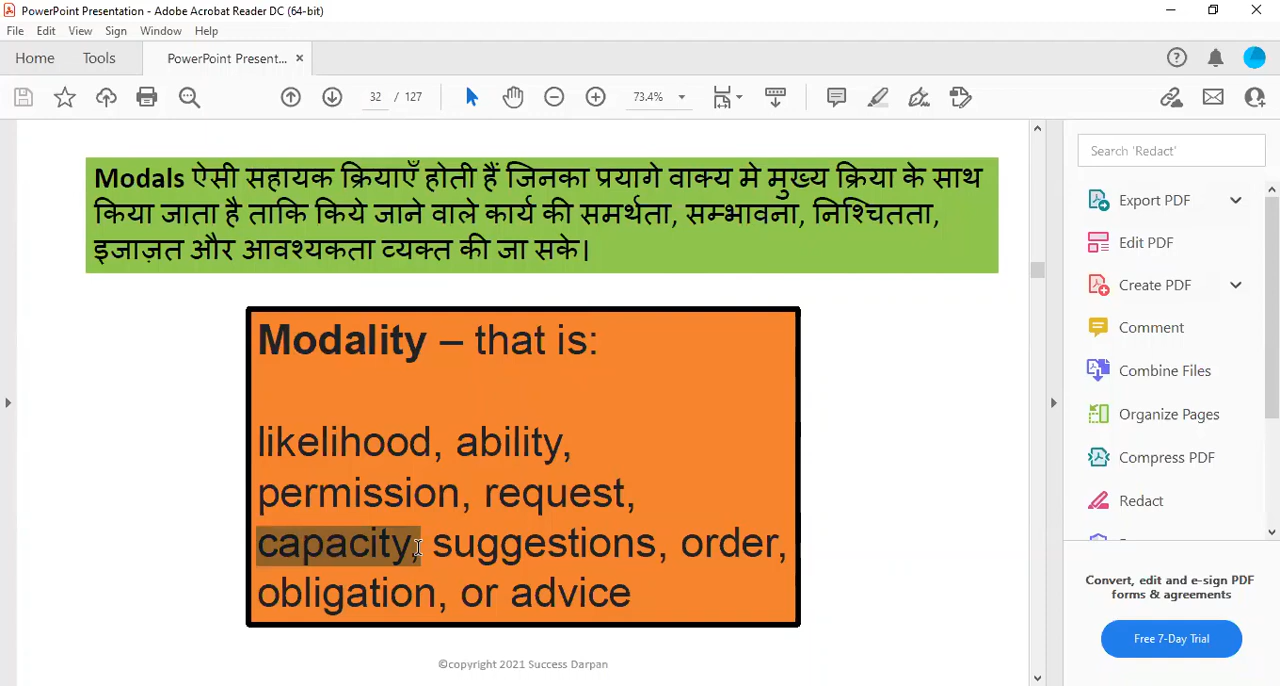 PowerPoint Presentation - Adobe Acrobat Reader DC (64-bit)
File Edit View Sign Window Help
Home Tools PowerPoint Present... ×
32 / 127 73.4%
Modals ऐसी सहायक क्रियाएँ होती हैं जिनका प्रयागे वाक्य मे मुख्य क्रिया के साथ
किया जाता है ताकि किये जाने वाले कार्य की समर्थता, सम्भावना, निश्चितता,
इजाज़त और आवश्यकता व्यक्त की जा सके।
Modality – that is:
likelihood, ability,
permission, request,
capacity, suggestions, order,
obligation, or advice
©copyright 2021 Success Darpan
Search 'Redact'
Export PDF
Edit PDF
Create PDF
Comment
Combine Files
Organize Pages
Compress PDF
Redact
Convert, edit and e-sign PDF
forms & agreements
Free 7-Day Trial